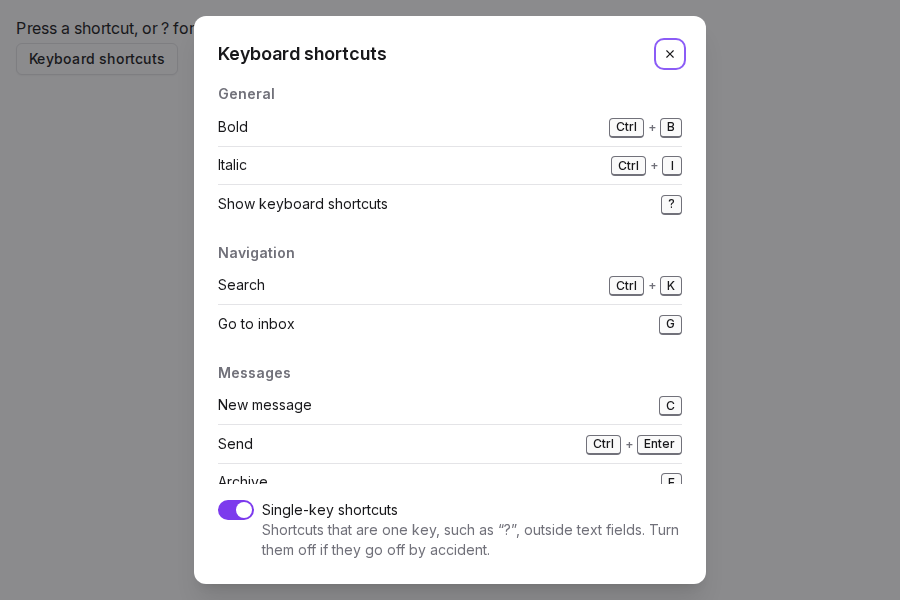 Press a shortcut, or ? for
Keyboard shortcuts
Keyboard shortcuts
General
Bold Ctrl + B
Italic Ctrl + I
Show keyboard shortcuts ?
Navigation
Search Ctrl + K
Go to inbox G
Messages
New message C
Send Ctrl + Enter
Archive
Single-key shortcuts
Shortcuts that are one key, such as “?”, outside text fields. Turn
them off if they go off by accident.